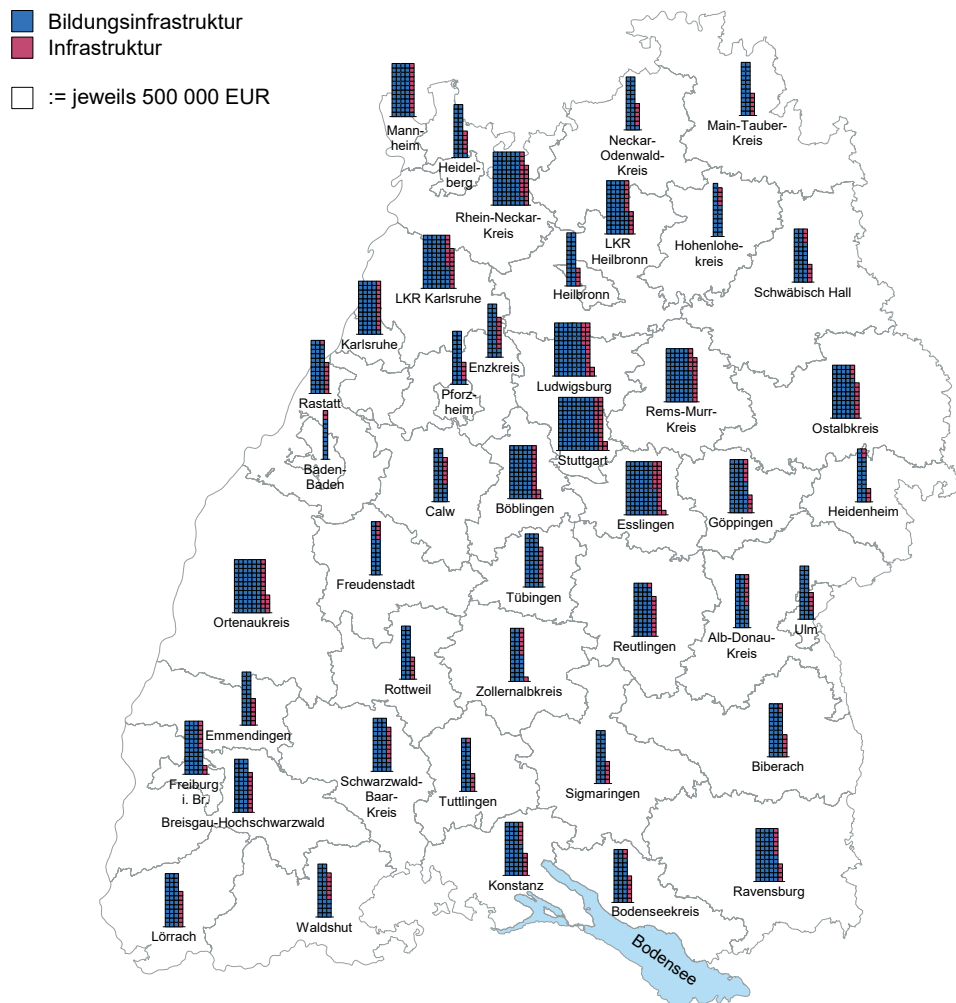 Bildungsinfrastruktur
Infrastruktur
:= jeweils 500 000 EUR
Mann-
heim
Heidel-
berg
Rhein-Neckar-
Kreis
Neckar-
Odenwald-
Kreis
Main-Tauber-
Kreis
LKR
Heilbronn
Hohenlohe-
kreis
Schwäbisch Hall
LKR Karlsruhe
Heilbronn
Karlsruhe
Enzkreis
Pforz-
heim
Ludwigsburg
Rems-Murr-
Kreis
Ostalbkreis
Rastatt
Baden-
Baden
Stuttgart
Calw
Böblingen
Esslingen
Göppingen
Heidenheim
Freudenstadt
Tübingen
Ortenaukreis
Reutlingen
Alb-Donau-
Kreis
Ulm
Rottweil
Zollernalbkreis
Emmendingen
Freiburg
i. Br.
Breisgau-Hochschwarzwald
Schwarzwald-
Baar-
Kreis
Tuttlingen
Sigmaringen
Biberach
Konstanz
Bodenseekreis
Ravensburg
Lörrach
Waldshut
Bodensee